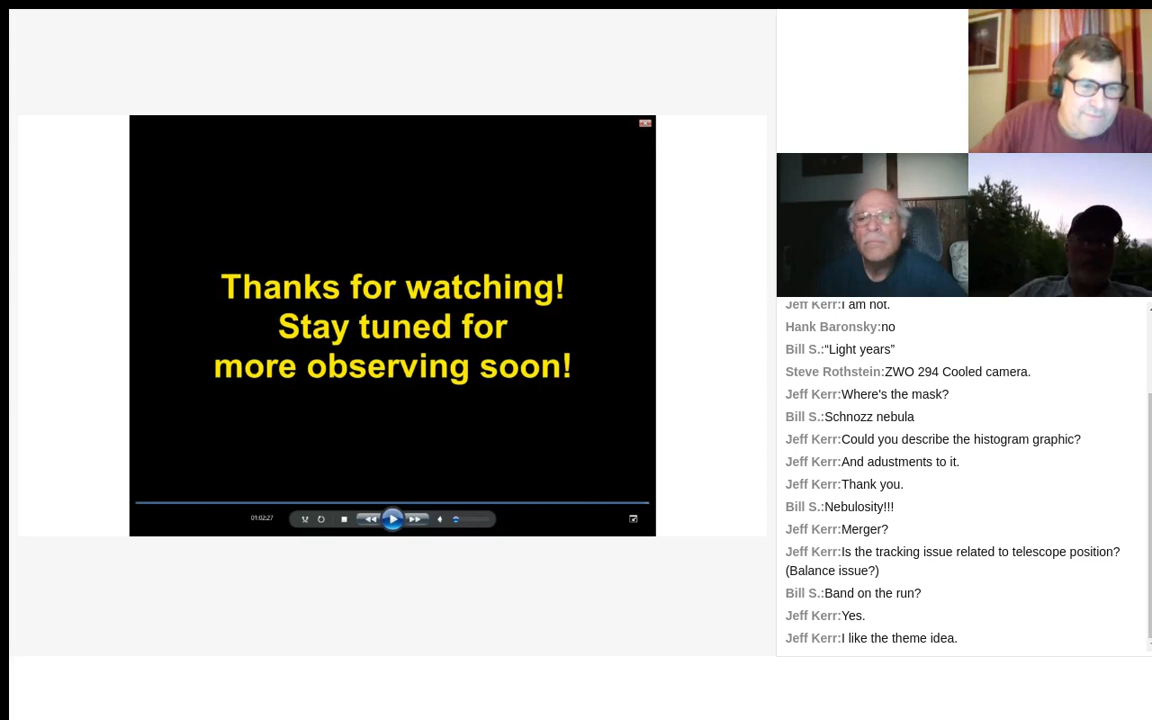 Thanks for watching!
Stay tuned for
more observing soon!
01:02:27
Jeff Kerr:I am not.
Hank Baronsky:no
Bill S.:“Light years”
Steve Rothstein:ZWO 294 Cooled camera.
Jeff Kerr:Where's the mask?
Bill S.:Schnozz nebula
Jeff Kerr:Could you describe the histogram graphic?
Jeff Kerr:And adustments to it.
Jeff Kerr:Thank you.
Bill S.:Nebulosity!!!
Jeff Kerr:Merger?
Jeff Kerr:Is the tracking issue related to telescope position?
(Balance issue?)
Bill S.:Band on the run?
Jeff Kerr:Yes.
Jeff Kerr:I like the theme idea.